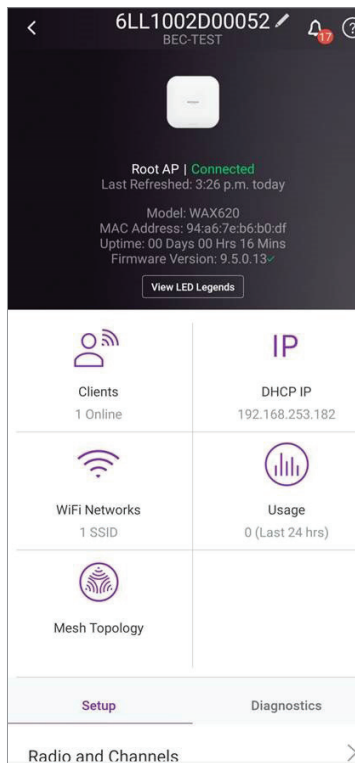 6LL1002D00052
17
BEC-TEST
Root AP | Connected
Last Refreshed: 3:26 p.m. today
Model: WAX620
MAC Address: 94:a6:7e:b6:b0:df
Uptime: 00 Days 00 Hrs 16 Mins
Firmware Version: 9.5.0.13
View LED Legends
IP
Clients
1 Online
DHCP IP
192.168.253.182
WiFi Networks
1 SSID
Usage
0 (Last 24 hrs)
Mesh Topology
Setup
Diagnostics
Radio and Channels